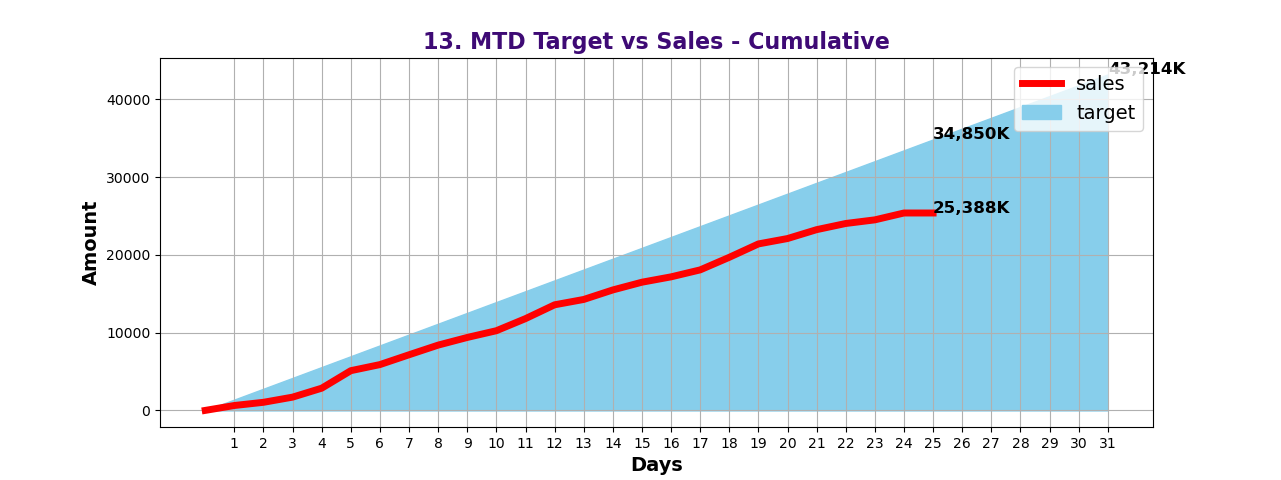 13. MTD Target vs Sales - Cumulative
43,214K
sales
target
40000
34,850K
30000
25,388K
20000
10000
0
Amount
1 2 3 4 5 6 7 8 9 10 11 12 13 14 15 16 17 18 19 20 21 22 23 24 25 26 27 28 29 30 31
Days